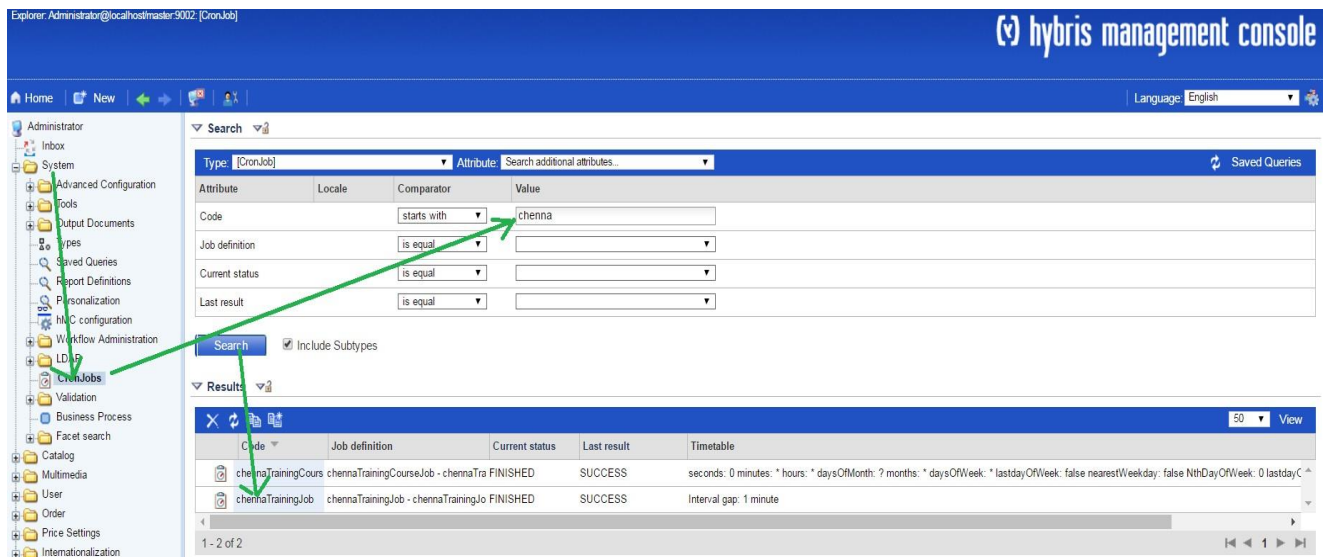 Explorer: Administrator@localhost/master:9002: [CronJob]
(y) hybris management console
Home New
Language: English
Administrator
Inbox
System
Advanced Configuration
Tools
Output Documents
Types
Saved Queries
Report Definitions
Personalization
hMC configuration
Workflow Administration
LDAP
CronJobs
Validation
Business Process
Facet search
Catalog
Multimedia
User
Order
Price Settings
Internationalization
Search
Type: [CronJob] Attribute: Search additional attributes... Saved Queries
Attribute Locale Comparator Value
Code starts with chenna
Job definition is equal
Current status is equal
Last result is equal
Search Include Subtypes
Results
50 View
Code Job definition Current status Last result Timetable
chennaTrainingCours chennaTrainingCourseJob - chennaTra FINISHED SUCCESS seconds: 0 minutes: * hours: * daysOfMonth: ? months: * daysOfWeek: * lastdayOfWeek: false nearestWeekday: false NthDayOfWeek: 0 lastdayO
chennaTrainingJob chennaTrainingJob - chennaTrainingJo FINISHED SUCCESS Interval gap: 1 minute
1 - 2 of 2 1